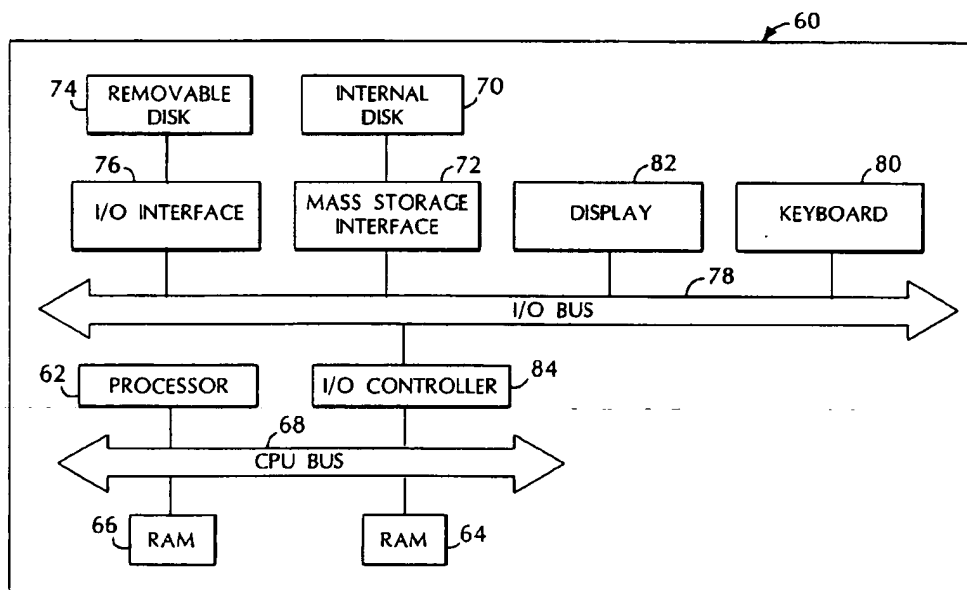 60
74
REMOVABLE
DISK
INTERNAL
DISK
70
76
I/O INTERFACE
72
MASS STORAGE
INTERFACE
82
DISPLAY
80
KEYBOARD
78
I/O BUS
62
PROCESSOR
I/O CONTROLLER
84
68
CPU BUS
66
RAM
RAM
64